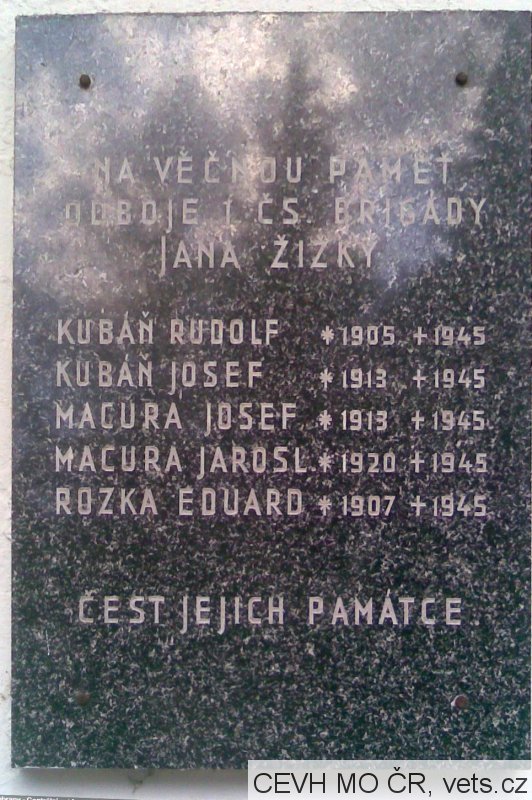 NA VĚČNOU PAMĚŤ
ODBOJE 1. ČS. BRIGÁDY
JANA ŽIŽKY
KUBÁŇ RUDOLF * 1905 + 1945
KUBÁŇ JOSEF * 1913 + 1945
MACURA JOSEF * 1913 + 1945
MACURA JAROSL. * 1920 + 1945
ROZKA EDUARD * 1907 + 1945
ČEST JEJICH PAMÁTCE.
CEVH MO ČR, vets.cz